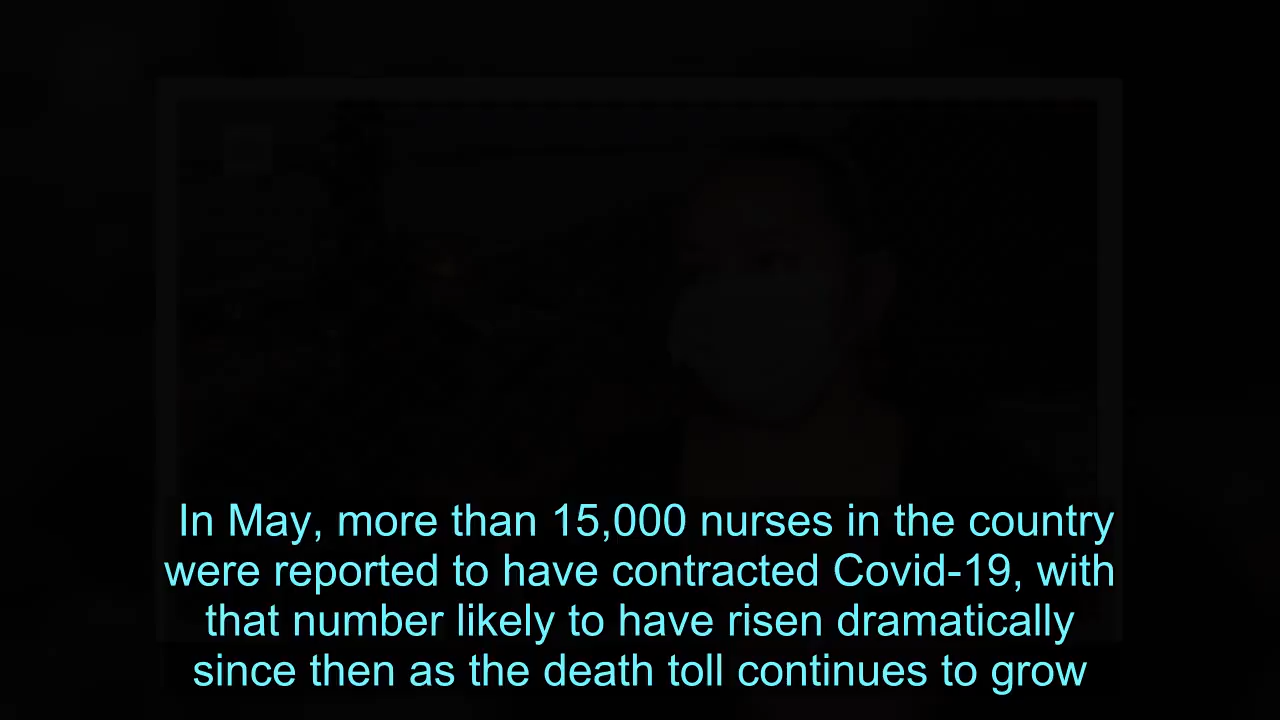 In May, more than 15,000 nurses in the country
were reported to have contracted Covid-19, with
that number likely to have risen dramatically
since then as the death toll continues to grow